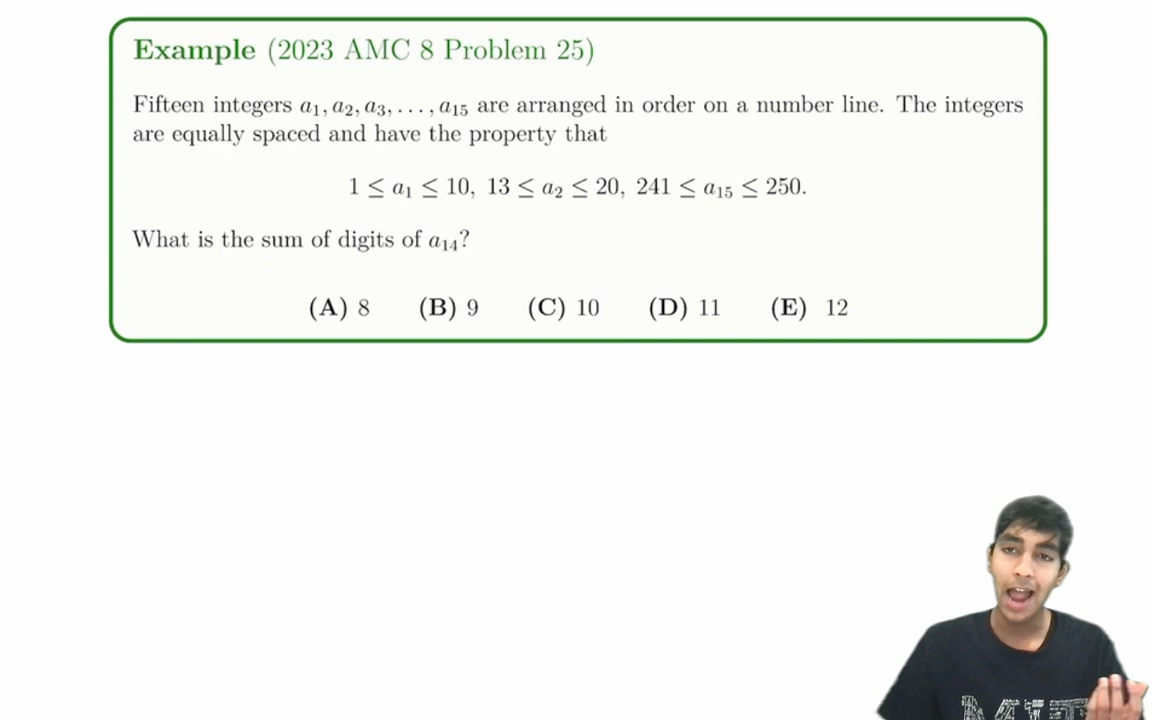 Example (2023 AMC 8 Problem 25)
Fifteen integers a₁, a₂, a₃, . . . , a₁₅ are arranged in order on a number line. The integers
are equally spaced and have the property that
1 ≤ a₁ ≤ 10, 13 ≤ a₂ ≤ 20, 241 ≤ a₁₅ ≤ 250.
What is the sum of digits of a₁₄?
(A) 8 (B) 9 (C) 10 (D) 11 (E) 12